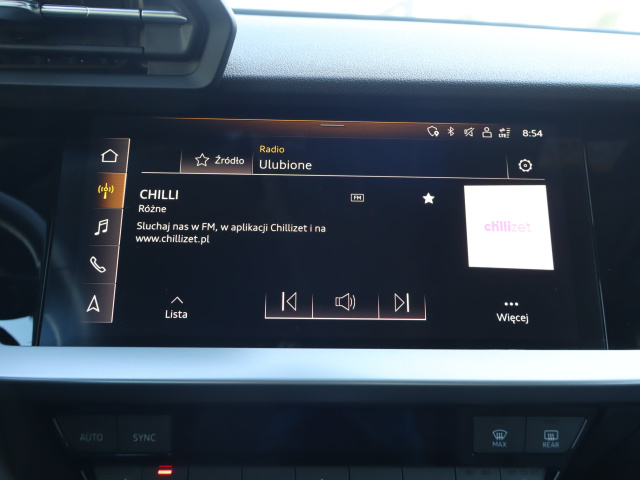 8:54
Radio
Źródło
Ulubione
CHILLI
FM
Różne
Sluchaj nas w FM, w aplikacji Chillizet i na
www.chillizet.pl
chillizet
Lista
Więcej
AUTO
SYNC
MAX
REAR